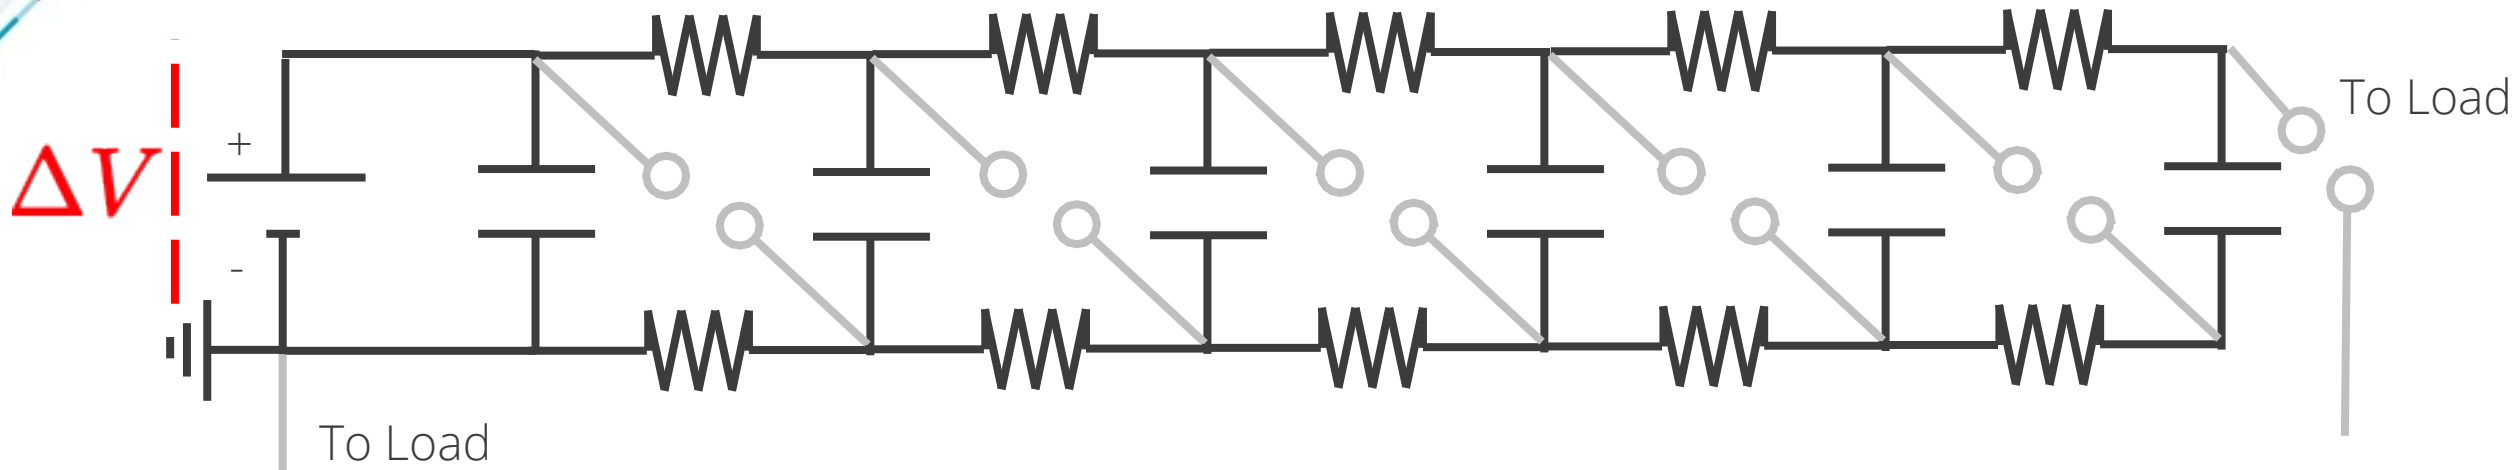 To Load
+
ΔV
-
To Load